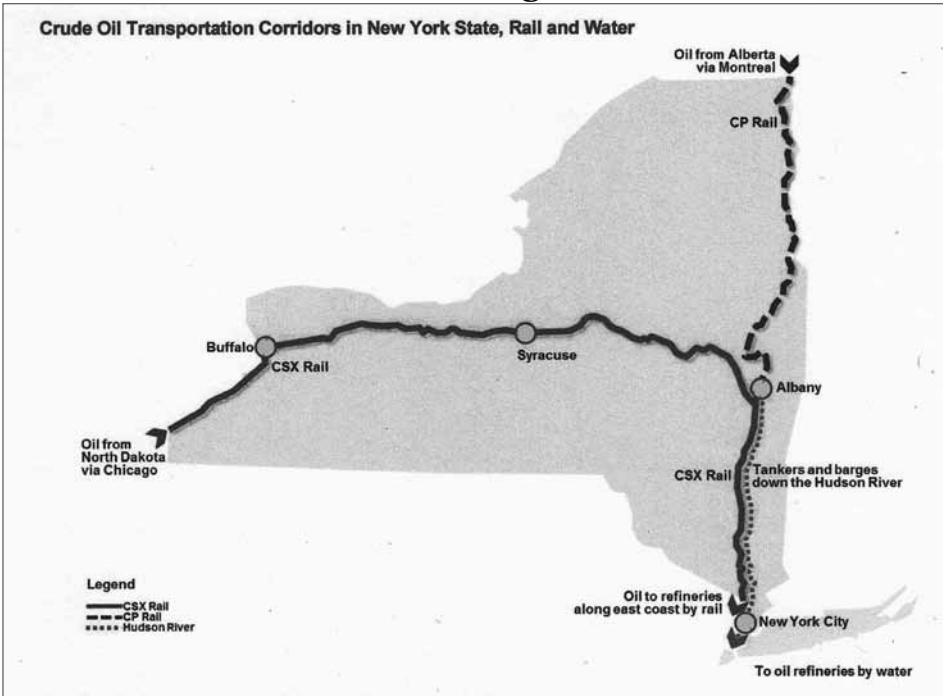 Crude Oil Transportation Corridors in New York State, Rail and Water
Oil from Alberta
via Montreal
CP Rail
Buffalo
CSX Rail
Syracuse
Albany
Oil from
North Dakota
via Chicago
CSX Rail
Tankers and barges
down the Hudson River
Legend
CSX Rail
CP Rail
Hudson River
Oil to refineries
along east coast by rail
New York City
To oil refineries by water